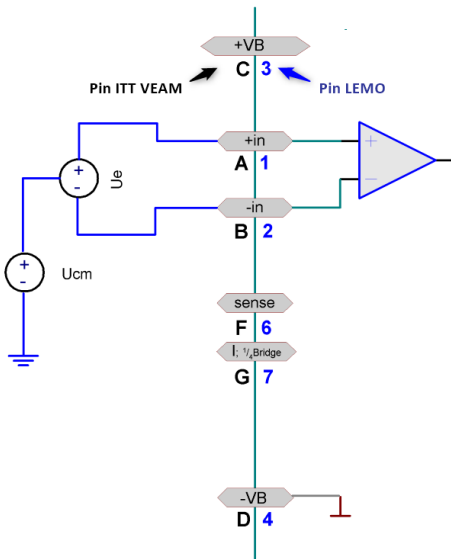 +VB
C 3
Pin ITT VEAM
Pin LEMO
+in
A 1
+
-
Ue
+
−
-in
B 2
+
-
Ucm
sense
F 6
I; 1/4Bridge
G 7
-VB
D 4